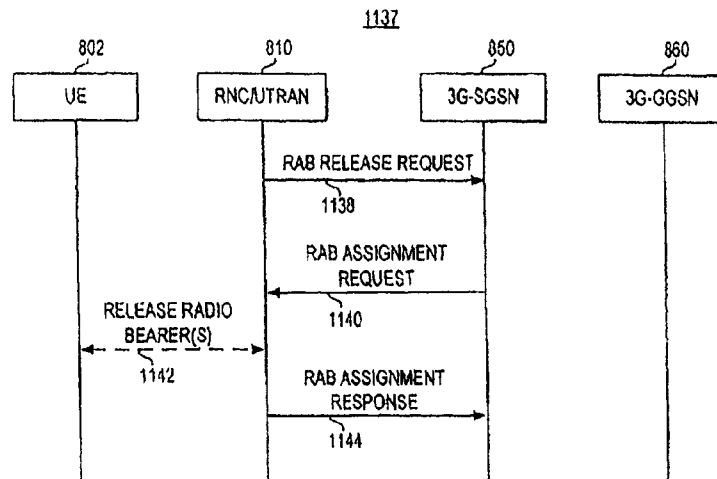 1137
802
810
850
860
UE
RNC/UTRAN
3G-SGSN
3G-GGSN
RAB RELEASE REQUEST
1138
RAB ASSIGNMENT
REQUEST
1140
RELEASE RADIO
BEARER(S)
1142
RAB ASSIGNMENT
RESPONSE
1144